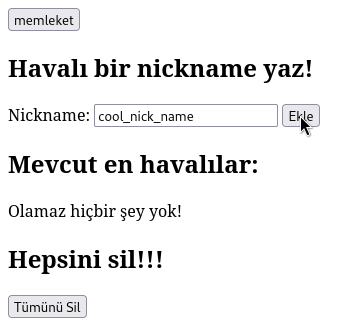 memleket
Havalı bir nickname yaz!
Nickname: cool_nick_name Ekle
Mevcut en havalılar:
Olamaz hiçbir şey yok!
Hepsini sil!!!
Tümünü Sil